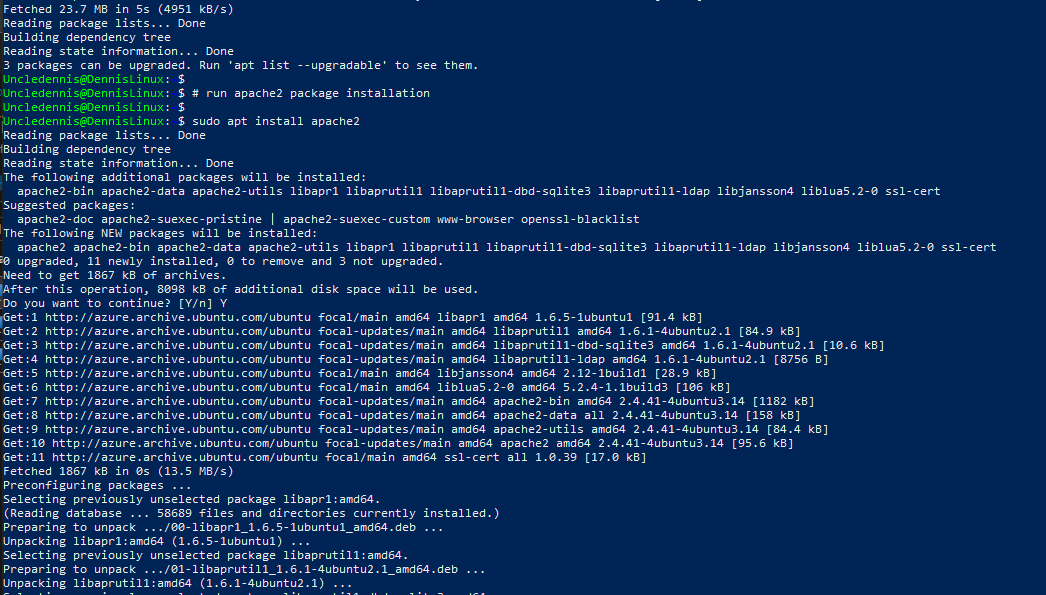 Fetched 23.7 MB in 5s (4951 kB/s)
Reading package lists... Done
Building dependency tree
Reading state information... Done
3 packages can be upgraded. Run 'apt list --upgradable' to see them.
Uncledennis@DennisLinux: $
Uncledennis@DennisLinux: $ # run apache2 package installation
Uncledennis@DennisLinux: $
Uncledennis@DennisLinux: $ sudo apt install apache2
Reading package lists... Done
Building dependency tree
Reading state information... Done
The following additional packages will be installed:
  apache2-bin apache2-data apache2-utils libapr1 libaprutil1 libaprutil1-dbd-sqlite3 libaprutil1-ldap libjansson4 liblua5.2-0 ssl-cert
Suggested packages:
  apache2-doc apache2-suexec-pristine | apache2-suexec-custom www-browser openssl-blacklist
The following NEW packages will be installed:
  apache2 apache2-bin apache2-data apache2-utils libapr1 libaprutil1 libaprutil1-dbd-sqlite3 libaprutil1-ldap libjansson4 liblua5.2-0 ssl-cert
0 upgraded, 11 newly installed, 0 to remove and 3 not upgraded.
Need to get 1867 kB of archives.
After this operation, 8098 kB of additional disk space will be used.
Do you want to continue? [Y/n] Y
Get:1 http://azure.archive.ubuntu.com/ubuntu focal/main amd64 libapr1 amd64 1.6.5-1ubuntu1 [91.4 kB]
Get:2 http://azure.archive.ubuntu.com/ubuntu focal-updates/main amd64 libaprutil1 amd64 1.6.1-4ubuntu2.1 [84.9 kB]
Get:3 http://azure.archive.ubuntu.com/ubuntu focal-updates/main amd64 libaprutil1-dbd-sqlite3 amd64 1.6.1-4ubuntu2.1 [10.6 kB]
Get:4 http://azure.archive.ubuntu.com/ubuntu focal-updates/main amd64 libaprutil1-ldap amd64 1.6.1-4ubuntu2.1 [8756 B]
Get:5 http://azure.archive.ubuntu.com/ubuntu focal/main amd64 libjansson4 amd64 2.12-1build1 [28.9 kB]
Get:6 http://azure.archive.ubuntu.com/ubuntu focal/main amd64 liblua5.2-0 amd64 5.2.4-1.1build3 [106 kB]
Get:7 http://azure.archive.ubuntu.com/ubuntu focal-updates/main amd64 apache2-bin amd64 2.4.41-4ubuntu3.14 [1182 kB]
Get:8 http://azure.archive.ubuntu.com/ubuntu focal-updates/main amd64 apache2-data all 2.4.41-4ubuntu3.14 [158 kB]
Get:9 http://azure.archive.ubuntu.com/ubuntu focal-updates/main amd64 apache2-utils amd64 2.4.41-4ubuntu3.14 [84.4 kB]
Get:10 http://azure.archive.ubuntu.com/ubuntu focal-updates/main amd64 apache2 amd64 2.4.41-4ubuntu3.14 [95.6 kB]
Get:11 http://azure.archive.ubuntu.com/ubuntu focal/main amd64 ssl-cert all 1.0.39 [17.0 kB]
Fetched 1867 kB in 0s (13.5 MB/s)
Preconfiguring packages ...
Selecting previously unselected package libapr1:amd64.
(Reading database ... 58689 files and directories currently installed.)
Preparing to unpack .../00-libapr1_1.6.5-1ubuntu1_amd64.deb ...
Unpacking libapr1:amd64 (1.6.5-1ubuntu1) ...
Selecting previously unselected package libaprutil1:amd64.
Preparing to unpack .../01-libaprutil1_1.6.1-4ubuntu2.1_amd64.deb ...
Unpacking libaprutil1:amd64 (1.6.1-4ubuntu2.1) ...